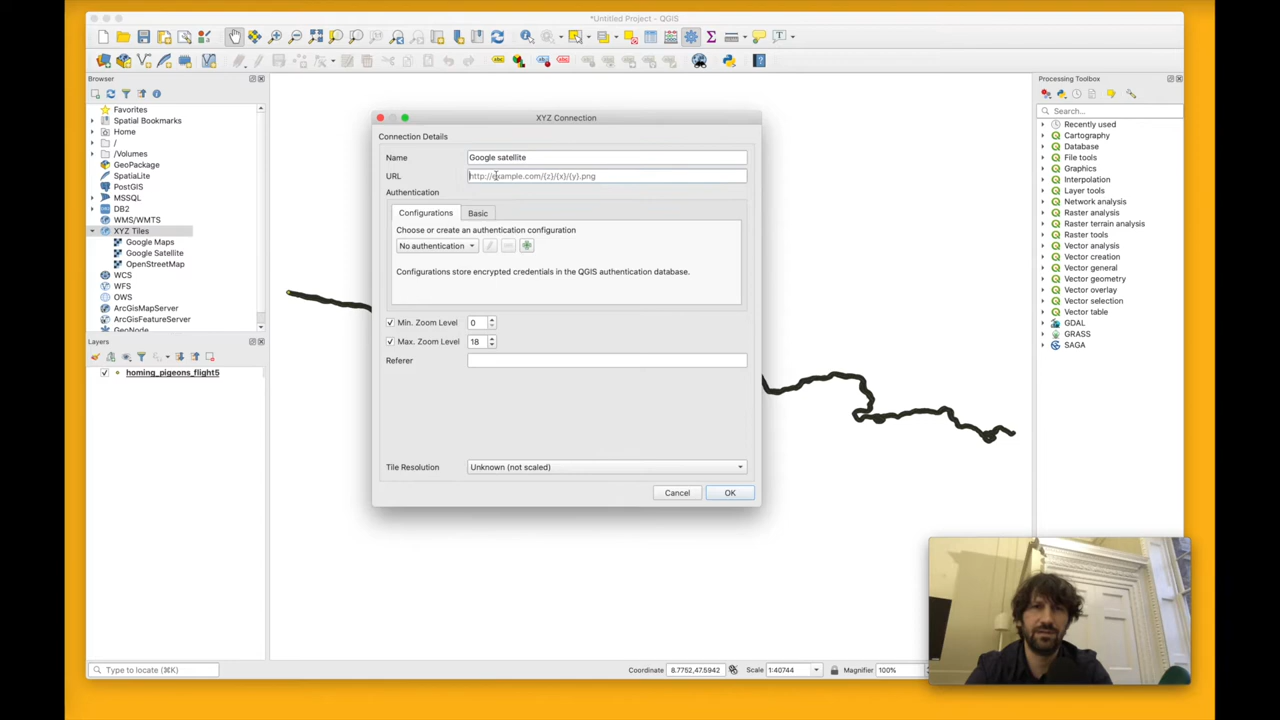 *Untitled Project - QGIS
Browser
Favorites
Spatial Bookmarks
Home
/
/Volumes
GeoPackage
SpatiaLite
PostGIS
MSSQL
DB2
WMS/WMTS
XYZ Tiles
Google Maps
Google Satellite
OpenStreetMap
WCS
WFS
OWS
ArcGisMapServer
ArcGisFeatureServer
GeoNode
Layers
homing_pigeons_flight5
XYZ Connection
Connection Details
Name Google satellite
URL http://example.com/{z}/{x}/{y}.png
Authentication
Configurations Basic
Choose or create an authentication configuration
No authentication
Configurations store encrypted credentials in the QGIS authentication database.
Min. Zoom Level 0
Max. Zoom Level 18
Referer
Tile Resolution Unknown (not scaled)
Cancel OK
Processing Toolbox
Search...
Recently used
Cartography
Database
File tools
Graphics
Interpolation
Layer tools
Network analysis
Raster analysis
Raster terrain analysis
Raster tools
Vector analysis
Vector creation
Vector general
Vector geometry
Vector overlay
Vector selection
Vector table
GDAL
GRASS
SAGA
Type to locate (⌘K)
Coordinate 8.7752,47.5942 Scale 1:40744 Magnifier 100%